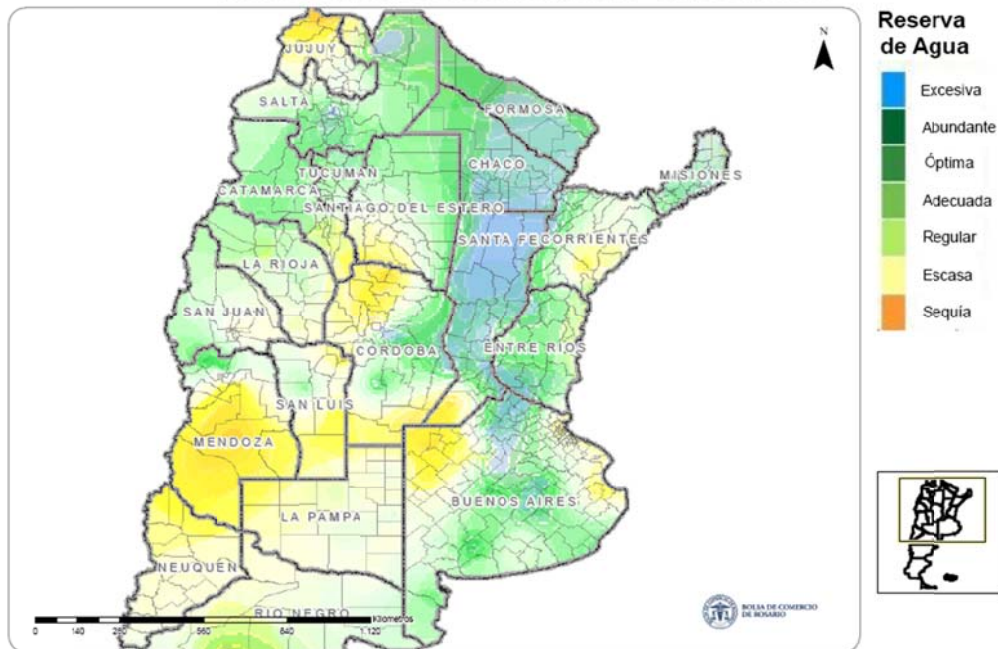 Reserva
de Agua
Excesiva
Abundante
Óptima
Adecuada
Regular
Escasa
Sequía
N
JUJUY
SALTA
FORMOSA
CHACO
MISIONES
TUCUMAN
CATAMARCA
SANTIAGO DEL ESTERO
SANTA FE
CORRIENTES
LA RIOJA
SAN JUAN
CORDOBA
ENTRE RIOS
SAN LUIS
MENDOZA
BUENOS AIRES
LA PAMPA
NEUQUEN
RIO NEGRO
Kilometros
0 140 280 560 840 1.120
BOLSA DE COMERCIO
DE ROSARIO